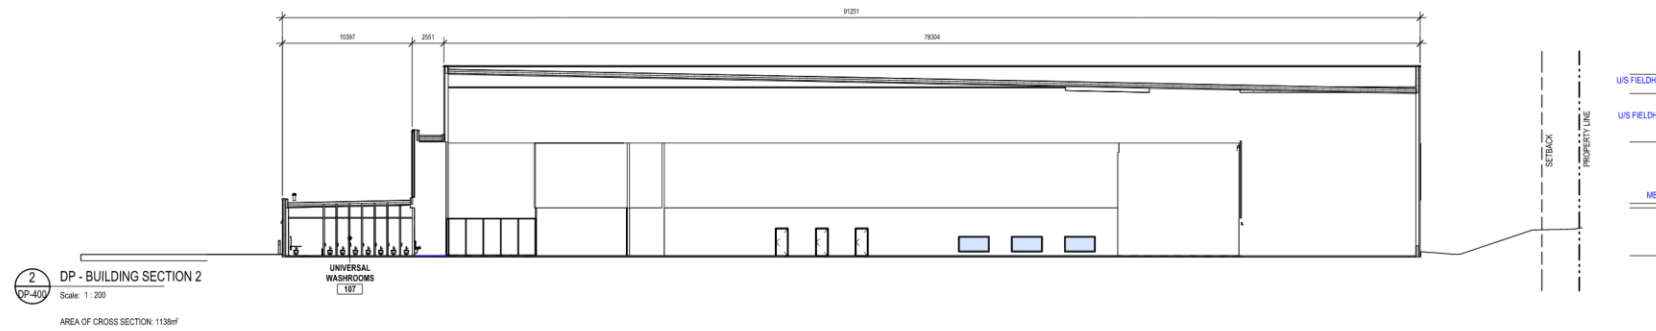 91251
10397
2551
78304
U/S FIELDH
U/S FIELDH
SETBACK
PROPERTY LINE
ME
UNIVERSAL
WASHROOMS
107
2
DP-400
DP - BUILDING SECTION 2
Scale: 1 : 200
AREA OF CROSS SECTION: 1138m²